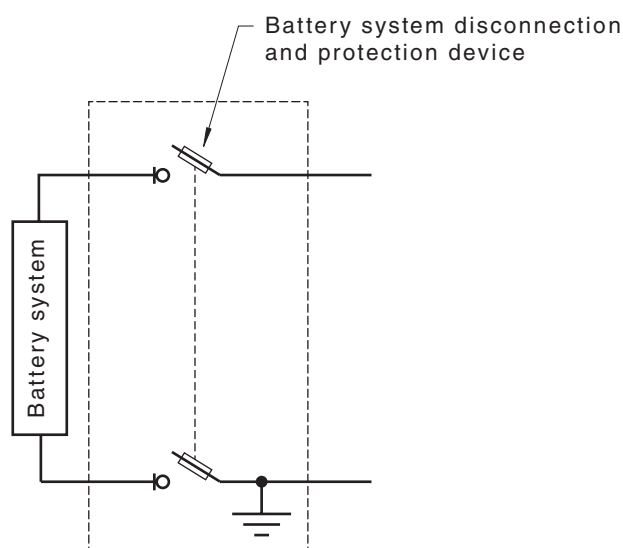 Battery system disconnection
and protection device
Battery system